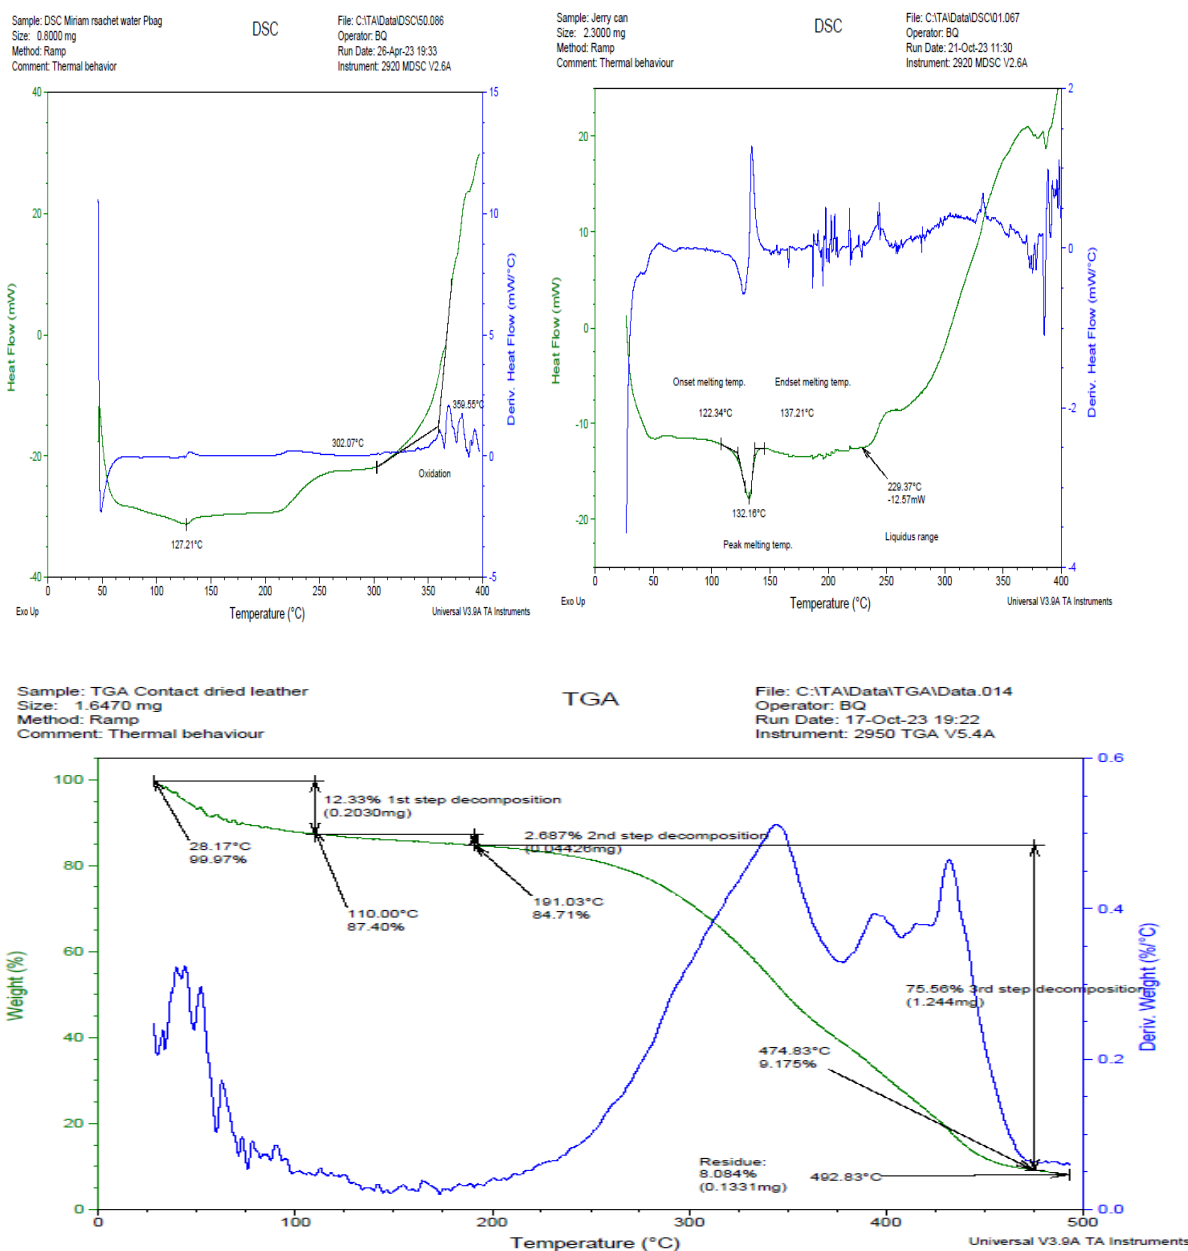 Sample: DSC Miriam rsachet water Pbag
Size: 0.8000 mg
Method: Ramp
Comment: Thermal behavior
DSC
File: C:\TA\Data\DSC\50.086
Operator: BQ
Run Date: 26-Apr-23 19:33
Instrument: 2920 MDSC V2.6A
40
20
0
-20
-40
Heat Flow (mW)
15
10
5
0
-5
Deriv. Heat Flow (mW/°C)
127.21°C
302.07°C
359.55°C
Oxidation
0 50 100 150 200 250 300 350 400
Exo Up
Temperature (°C)
Universal V3.9A TA Instruments
Sample: Jerry can
Size: 2.3000 mg
Method: Ramp
Comment: Thermal behaviour
DSC
File: C:\TA\Data\DSC\01.067
Operator: BQ
Run Date: 21-Oct-23 11:30
Instrument: 2920 MDSC V2.6A
20
10
0
-10
-20
Heat Flow (mW)
2
0
-2
-4
Deriv. Heat Flow (mW/°C)
Onset melting temp.
122.34°C
Endset melting temp.
137.21°C
132.16°C
Peak melting temp.
229.37°C
-12.57mW
Liquidus range
0 50 100 150 200 250 300 350 400
Exo Up
Temperature (°C)
Universal V3.9A TA Instruments
Sample: TGA Contact dried leather
Size: 1.6470 mg
Method: Ramp
Comment: Thermal behaviour
TGA
File: C:\TA\Data\TGA\Data.014
Operator: BQ
Run Date: 17-Oct-23 19:22
Instrument: 2950 TGA V5.4A
100
80
60
40
20
0
Weight (%)
0.6
0.4
0.2
0.0
Deriv. Weight (%/°C)
12.33% 1st step decomposition
(0.2030mg)
28.17°C
99.97%
110.00°C
87.40%
2.687% 2nd step decomposition
(0.04426mg)
191.03°C
84.71%
75.56% 3rd step decomposition
(1.244mg)
474.83°C
9.175%
Residue:
8.084%
(0.1331mg)
492.83°C
0 100 200 300 400 500
Temperature (°C)
Universal V3.9A TA Instruments